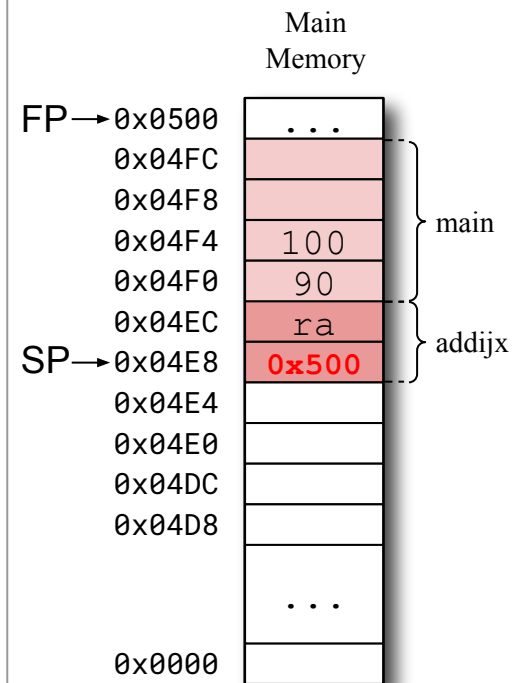 Main
Memory
FP 0x0500 ...
0x04FC
0x04F8
main
0x04F4 100
0x04F0 90
0x04EC ra
addijx
SP 0x04E8 0x500
0x04E4
0x04E0
0x04DC
0x04D8
...
0x0000